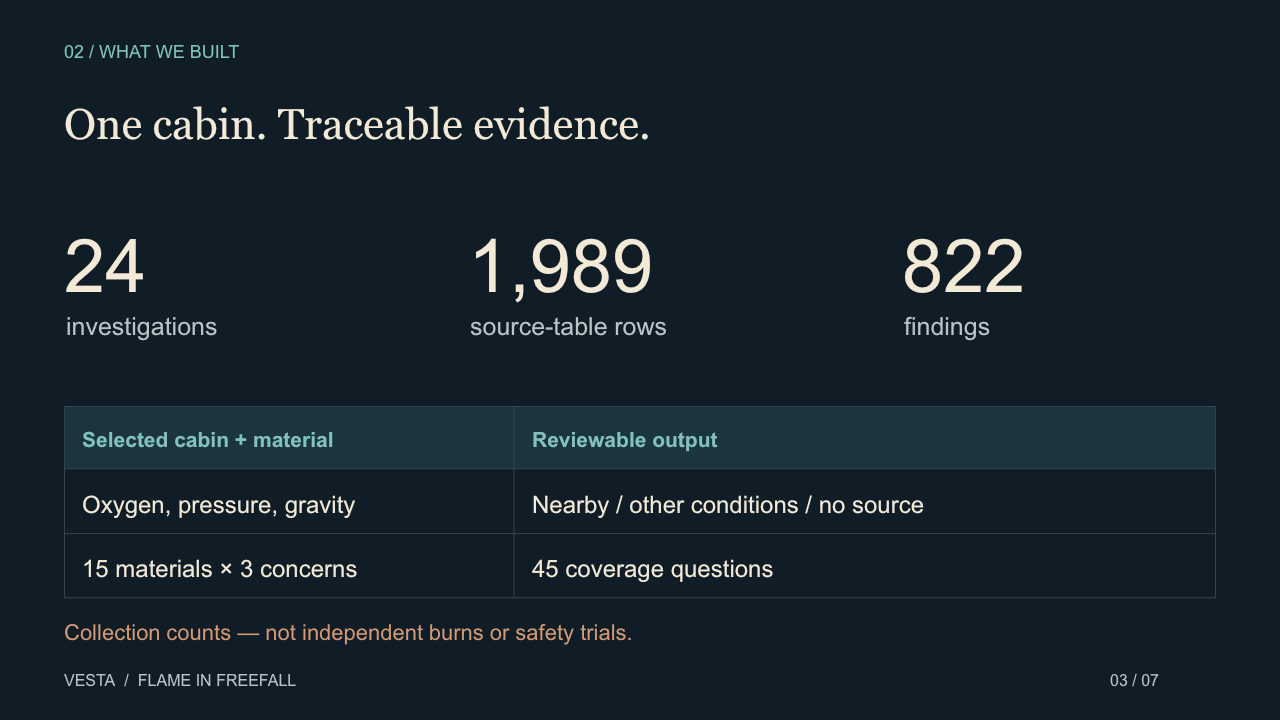 02 / WHAT WE BUILT
One cabin. Traceable evidence.
24
investigations
1,989
source-table rows
822
findings
Selected cabin + material
Reviewable output
Oxygen, pressure, gravity
Nearby / other conditions / no source
15 materials × 3 concerns
45 coverage questions
Collection counts — not independent burns or safety trials.
VESTA / FLAME IN FREEFALL
03 / 07